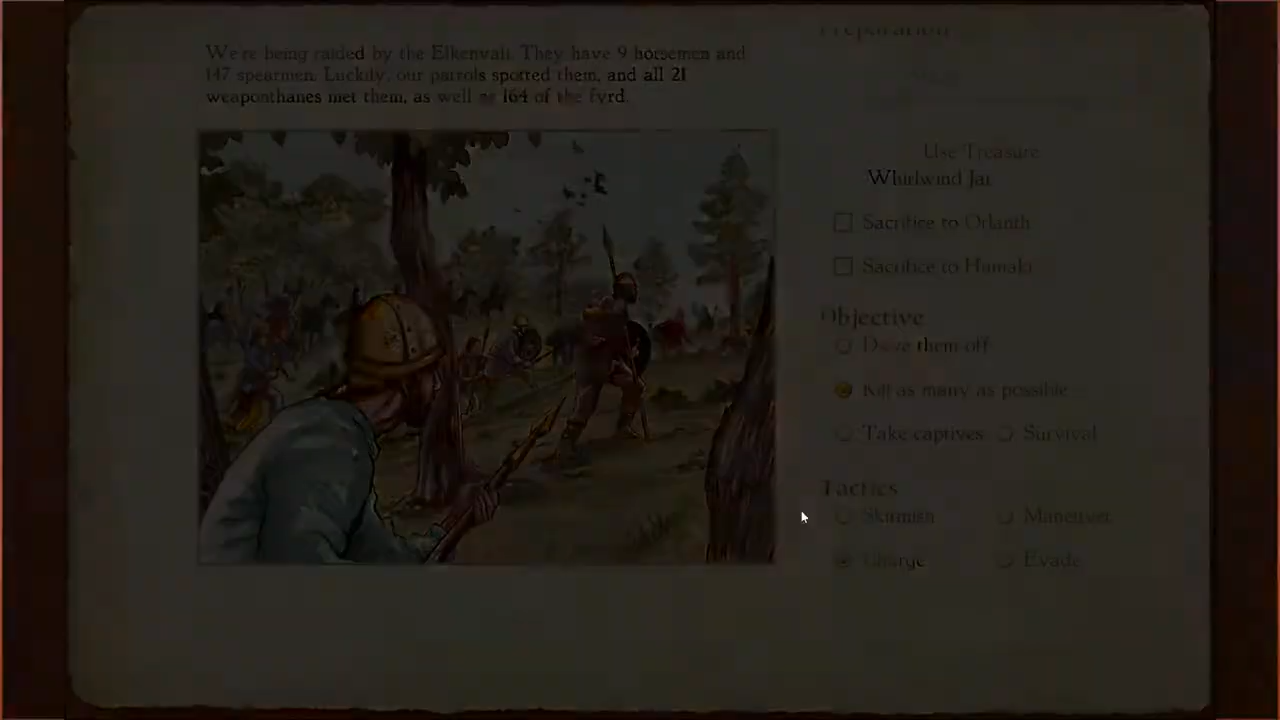 We're being raided by the Elkenvali. They have 9 horsemen and
147 spearmen. Luckily, our patrols spotted them, and all 21
weaponthanes met them, as well as 164 of the fyrd.
Preparation
Use Treasure
Whirlwind Jar
Sacrifice to Orlanth
Sacrifice to Humakt
Objective
Drive them off
Kill as many as possible
Take captives Survival
Tactics
Skirmish Maneuver
Charge Evade